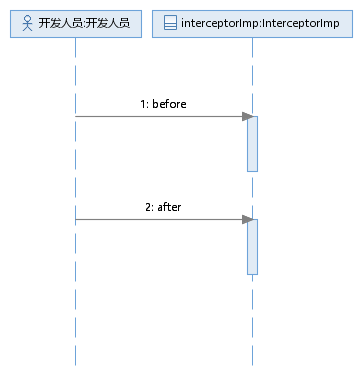 开发人员:开发人员
interceptorImp:InterceptorImp
1: before
2: after